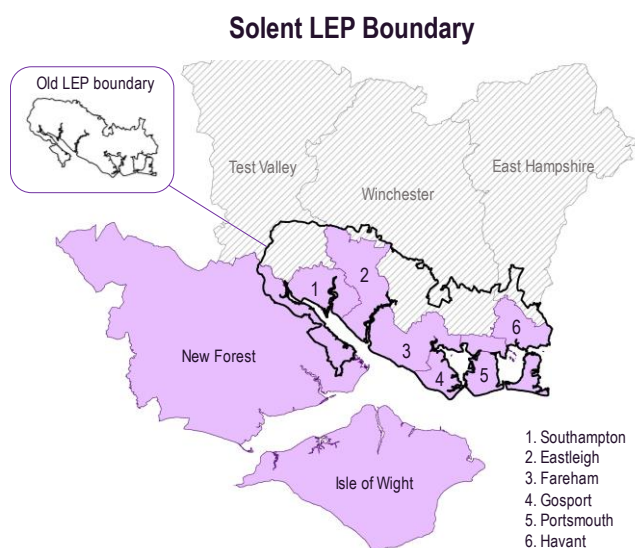 Solent LEP Boundary
Old LEP boundary
Test Valley
Winchester
East Hampshire
1
2
3
4
5
6
New Forest
Isle of Wight
1. Southampton
2. Eastleigh
3. Fareham
4. Gosport
5. Portsmouth
6. Havant